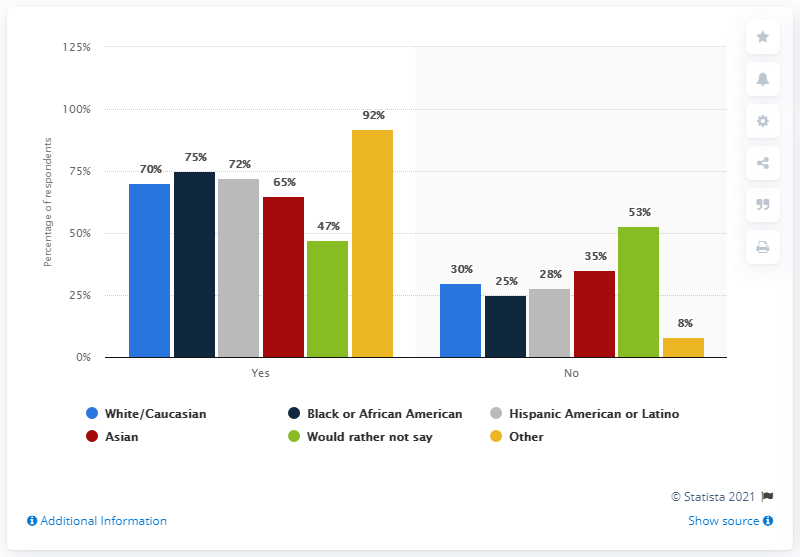 125%
100%
75%
50%
25%
0%
Percentage of respondents
70%
75%
72%
65%
47%
92%
30%
25%
28%
35%
53%
8%
Yes
No
White/Caucasian
Black or African American
Hispanic American or Latino
Asian
Would rather not say
Other
© Statista 2021
Additional Information
Show source